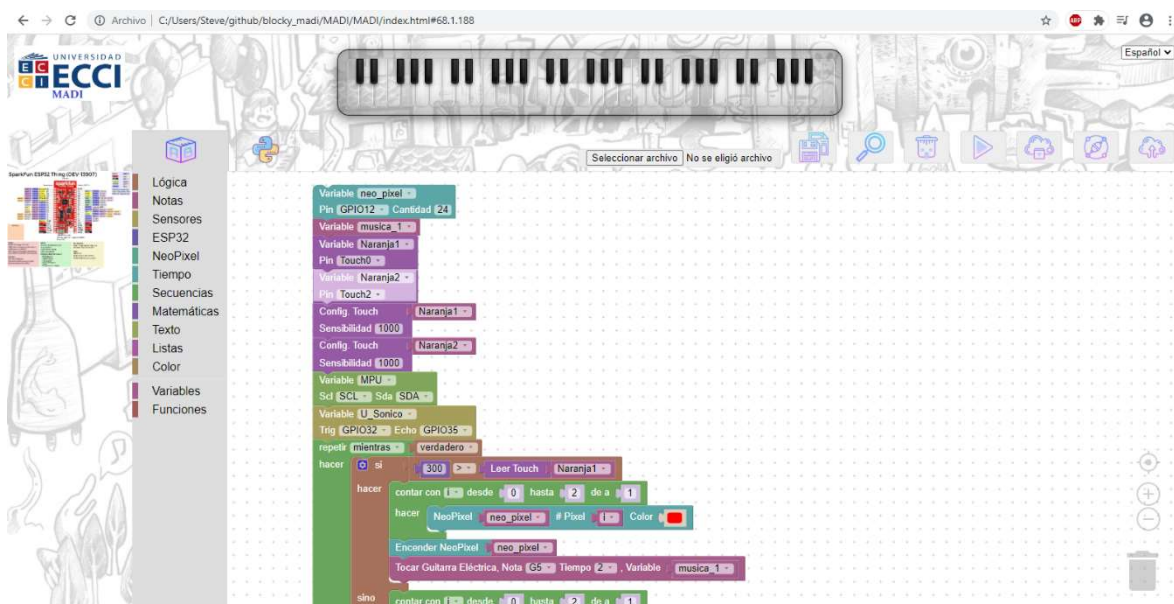 Archivo | C:/Users/Steve/github/blocky_madi/MADI/MADI/index.html#68.1.188
UNIVERSIDAD
ECCI
MADI
Español
Seleccionar archivo No se eligió archivo
SparkFun ESP32 Thing (DEV 13907)
Lógica
Notas
Sensores
ESP32
NeoPixel
Tiempo
Secuencias
Matemáticas
Texto
Listas
Color
Variables
Funciones
Variable neo_pixel
Pin GPIO12 Cantidad 24
Variable musica_1
Variable Naranja1
Pin Touch0
Variable Naranja2
Pin Touch2
Config. Touch Naranja1
Sensibilidad 1000
Config. Touch Naranja2
Sensibilidad 1000
Variable MPU
Scl SCL Sda SDA
Variable U_Sonico
Trig GPIO32 Echo GPIO35
repetir mientras verdadero
hacer si 300 > Leer Touch Naranja1
hacer contar con i desde 0 hasta 2 de a 1
hacer NeoPixel neo_pixel # Pixel i Color
Encender NeoPixel neo_pixel
Tocar Guitarra Eléctrica, Nota G5 Tiempo 2 , Variable musica_1
sino contar con i desde 0 hasta 2 de a 1